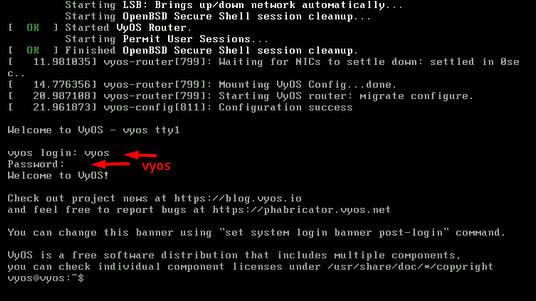 Starting LSB: Brings up/down network automatically...
Starting OpenBSD Secure Shell session cleanup...
[  OK  ] Started VyOS Router.
Starting Permit User Sessions...
[  OK  ] Finished OpenBSD Secure Shell session cleanup.
[   11.981035] vyos-router[799]: Waiting for NICs to settle down: settled in 0se
c..
[   14.776356] vyos-router[799]: Mounting VyOS Config...done.
[   20.987108] vyos-router[799]: Starting VyOS router: migrate configure.
[   21.961873] vyos-config[811]: Configuration success
Welcome to VyOS - vyos tty1
vyos login: vyos
Password: vyos
Welcome to VyOS!
Check out project news at https://blog.vyos.io
and feel free to report bugs at https://phabricator.vyos.net
You can change this banner using "set system login banner post-login" command.
VyOS is a free software distribution that includes multiple components,
you can check individual component licenses under /usr/share/doc/*/copyright
vyos@vyos:~$